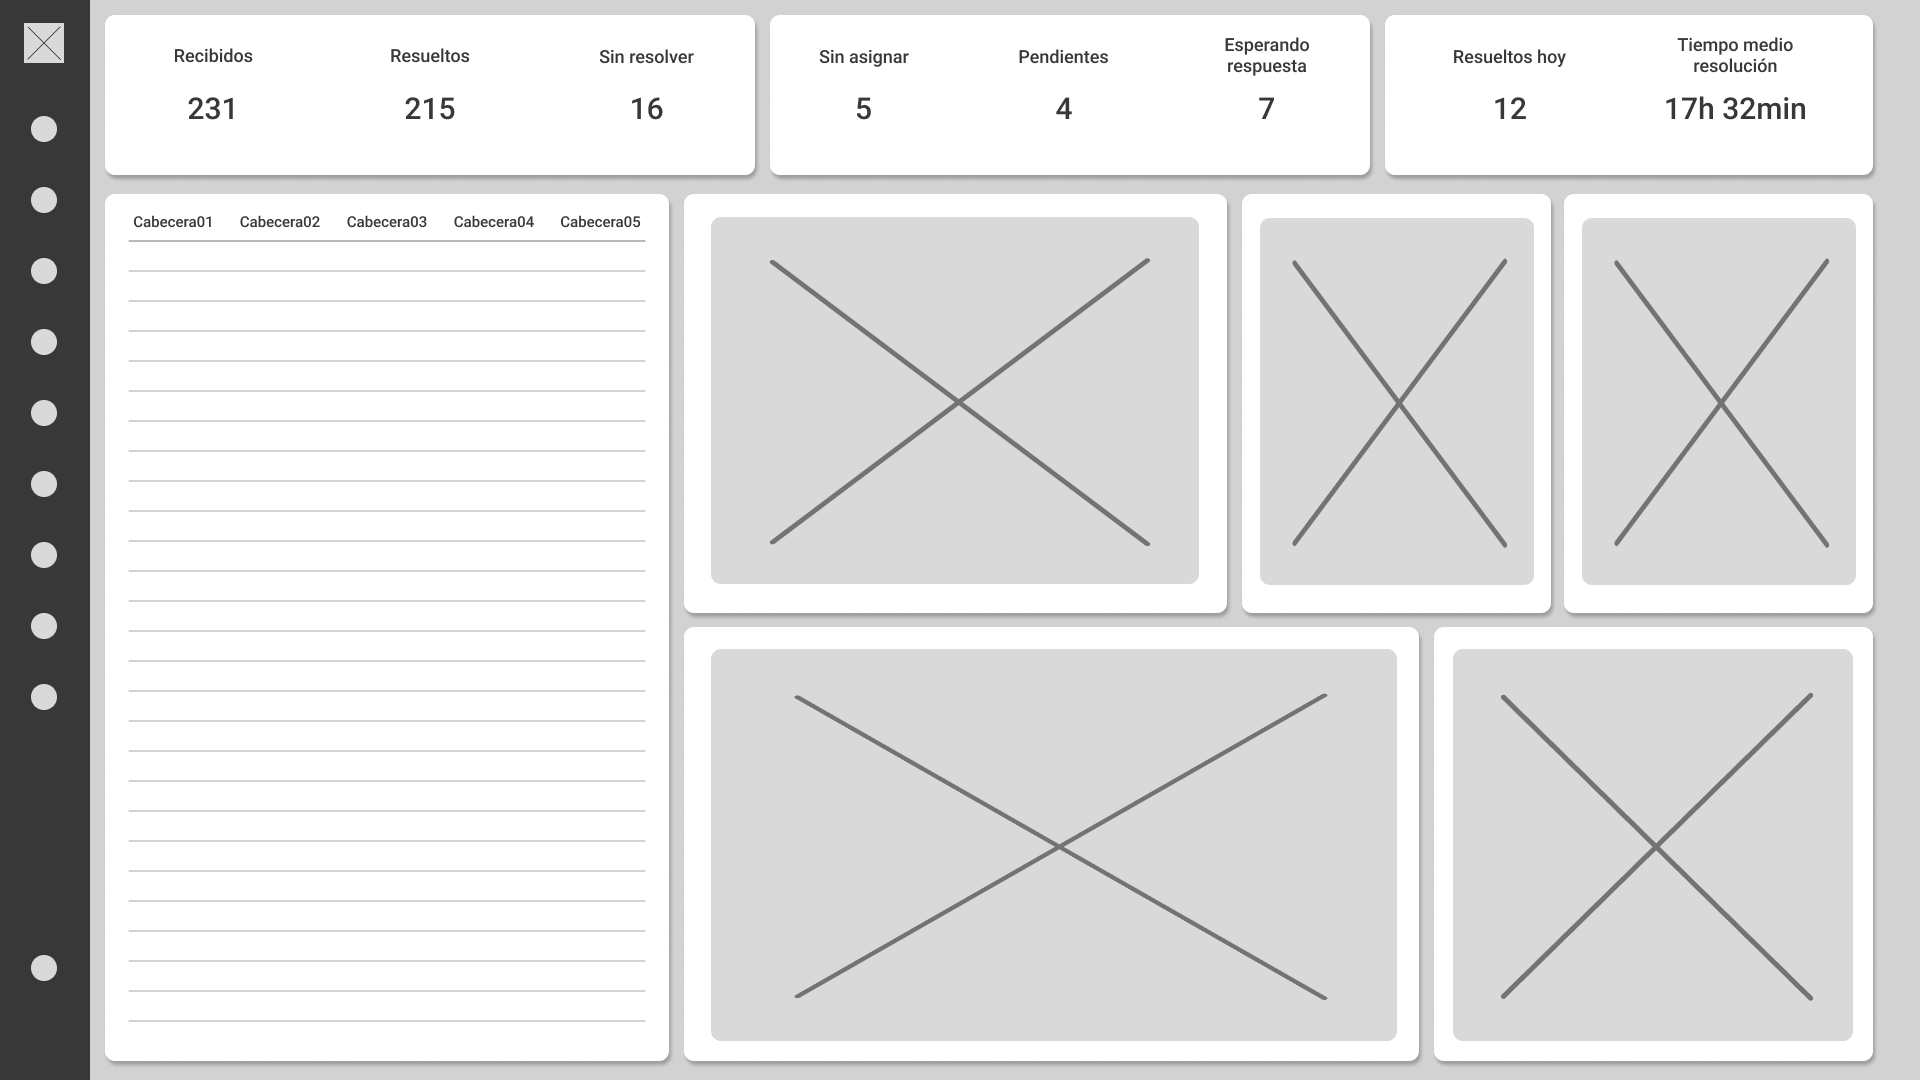 Recibidos
231
Resueltos
215
Sin resolver
16
Sin asignar
5
Pendientes
4
Esperando
respuesta
7
Resueltos hoy
12
Tiempo medio
resolución
17h 32min
Cabecera01 Cabecera02 Cabecera03 Cabecera04 Cabecera05